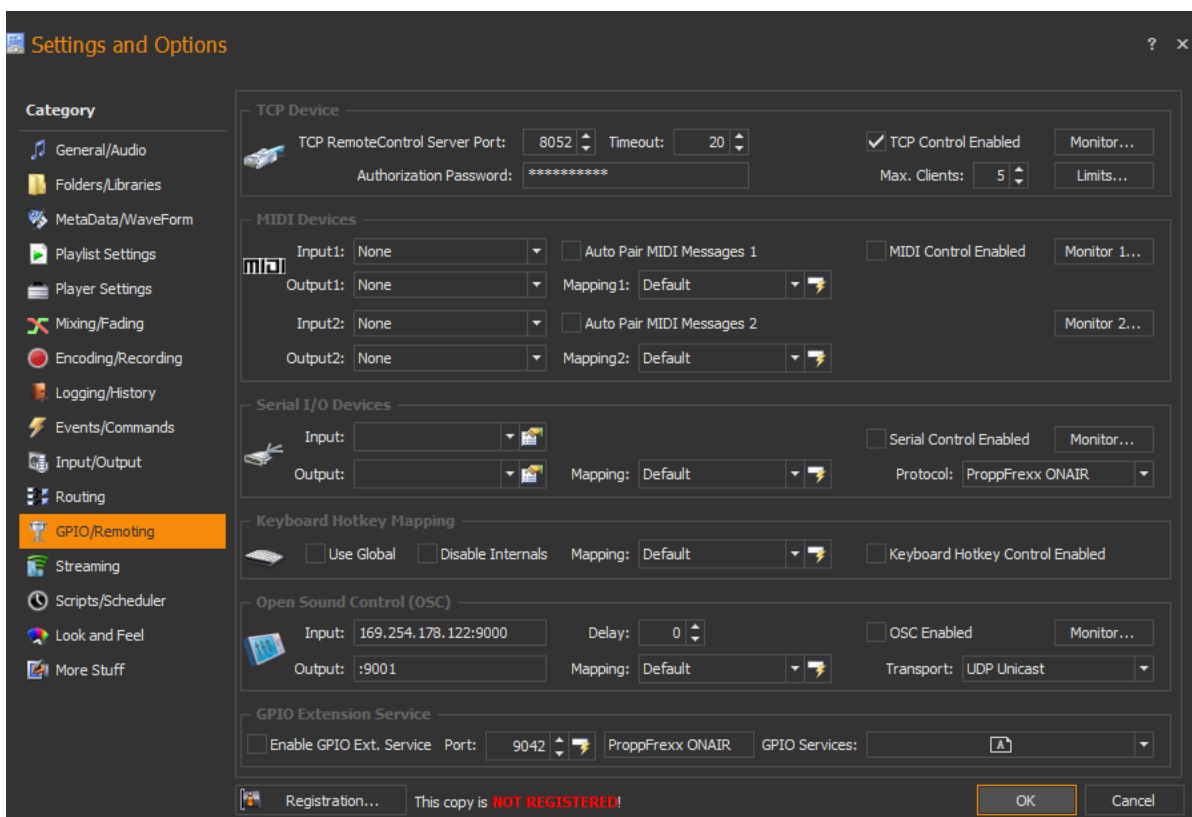 Settings and Options
? ×
Category
General/Audio
Folders/Libraries
MetaData/WaveForm
Playlist Settings
Player Settings
Mixing/Fading
Encoding/Recording
Logging/History
Events/Commands
Input/Output
Routing
GPIO/Remoting
Streaming
Scripts/Scheduler
Look and Feel
More Stuff
TCP Device
TCP RemoteControl Server Port: 8052 Timeout: 20 TCP Control Enabled Monitor...
Authorization Password: ********** Max. Clients: 5 Limits...
MIDI Devices
Input1: None Auto Pair MIDI Messages 1 MIDI Control Enabled Monitor 1...
Output1: None Mapping1: Default
Input2: None Auto Pair MIDI Messages 2 Monitor 2...
Output2: None Mapping2: Default
Serial I/O Devices
Input: Serial Control Enabled Monitor...
Output: Mapping: Default Protocol: ProppFrexx ONAIR
Keyboard Hotkey Mapping
Use Global Disable Internals Mapping: Default Keyboard Hotkey Control Enabled
Open Sound Control (OSC)
Input: 169.254.178.122:9000 Delay: 0 OSC Enabled Monitor...
Output: :9001 Mapping: Default Transport: UDP Unicast
GPIO Extension Service
Enable GPIO Ext. Service Port: 9042 ProppFrexx ONAIR GPIO Services: A
Registration... This copy is NOT REGISTERED! OK Cancel